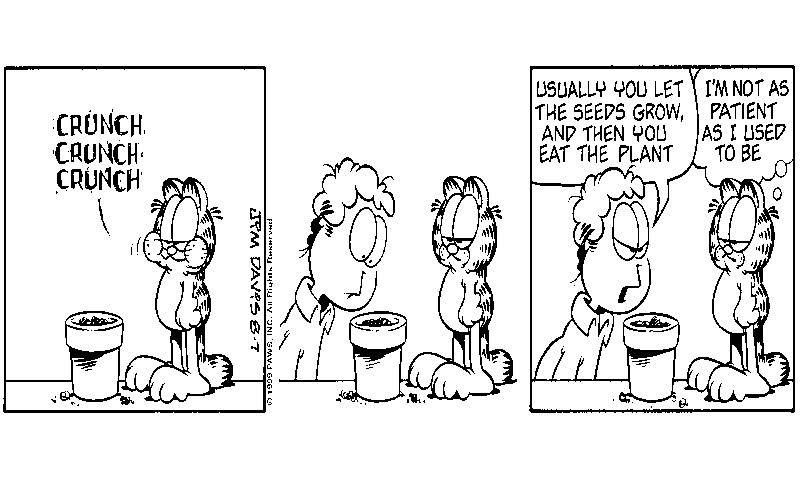 CRUNCH
CRUNCH
CRUNCH
JIM DAVIS 8-7
© 1999 PAWS, INC. All Rights Reserved
USUALLY YOU LET
THE SEEDS GROW,
AND THEN YOU
EAT THE PLANT
I'M NOT AS
PATIENT
AS I USED
TO BE